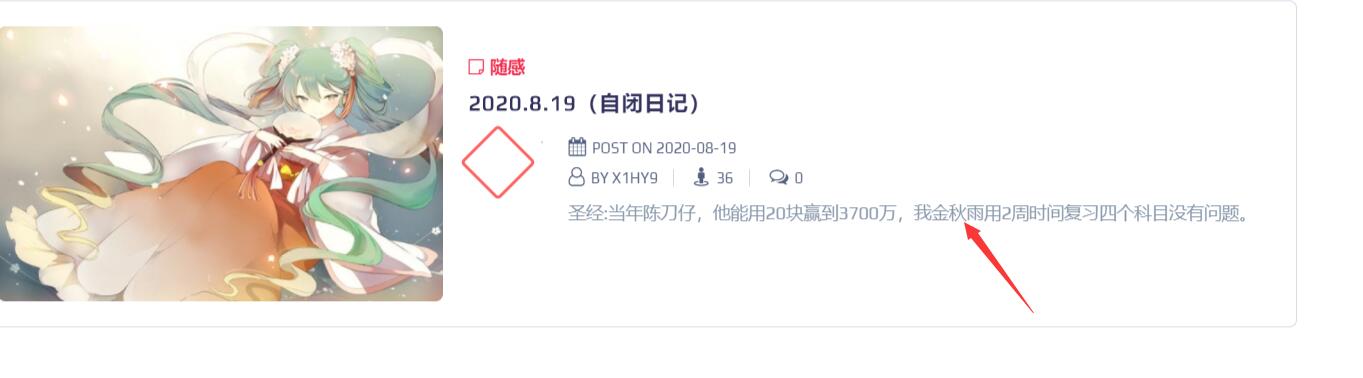 随感
2020.8.19（自闭日记）
POST ON 2020-08-19
BY X1HY9 36 0
圣经:当年陈刀仔，他能用20块赢到3700万，我金秋雨用2周时间复习四个科目没有问题。